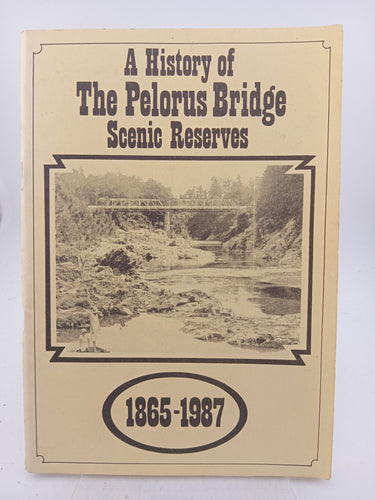 A History of
The Pelorus Bridge
Scenic Reserves
1865-1987